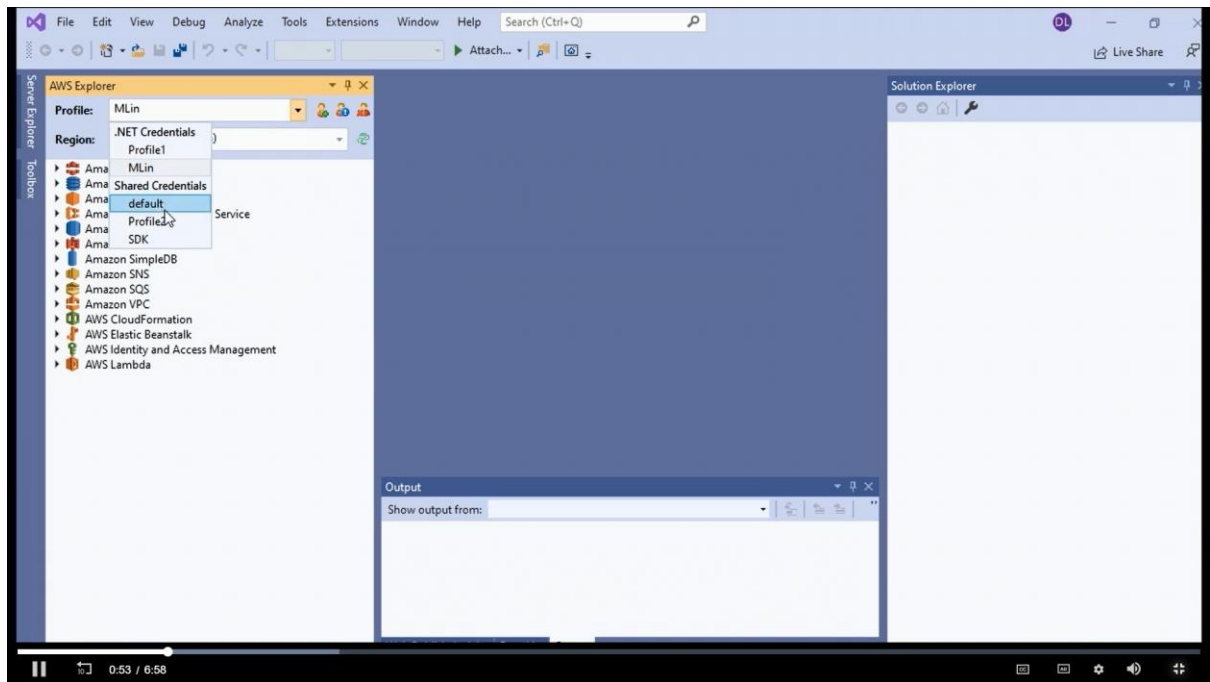 File Edit View Debug Analyze Tools Extensions Window Help Search (Ctrl+Q) DL
Attach... Live Share
Server Explorer
Toolbox
AWS Explorer
Profile: MLin
Region: )
.NET Credentials
Profile1
MLin
Shared Credentials
default
SDK
Ama
Ama
Ama
Ama Service
Ama
Ama
Amazon SimpleDB
Amazon SNS
Amazon SQS
Amazon VPC
AWS CloudFormation
AWS Elastic Beanstalk
AWS Identity and Access Management
AWS Lambda
Output
Show output from:
Solution Explorer
10 0:53 / 6:58
CC AD